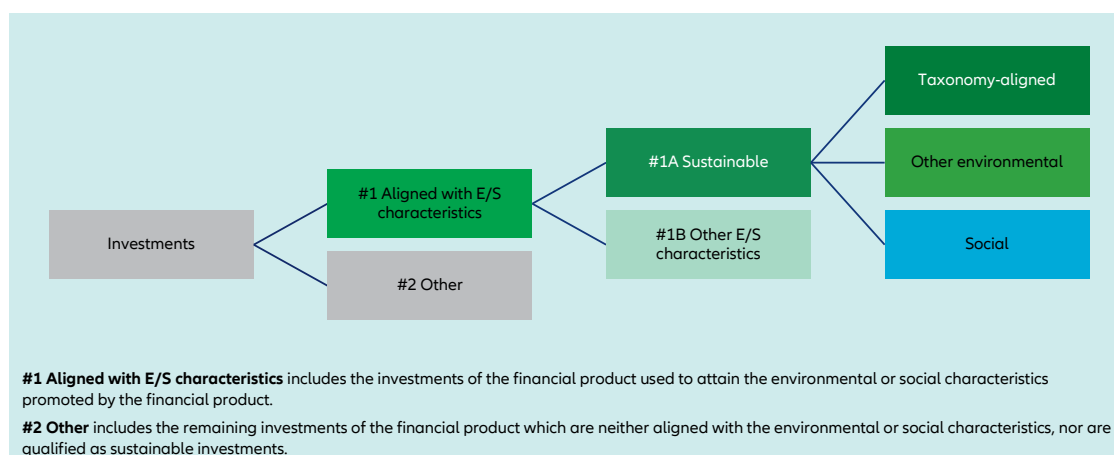 Taxonomy-aligned
#1A Sustainable
Other environmental
#1 Aligned with E/S
characteristics
Investments
#1B Other E/S
characteristics
Social
#2 Other
#1 Aligned with E/S characteristics includes the investments of the financial product used to attain the environmental or social characteristics
promoted by the financial product.
#2 Other includes the remaining investments of the financial product which are neither aligned with the environmental or social characteristics, nor are
qualified as sustainable investments.